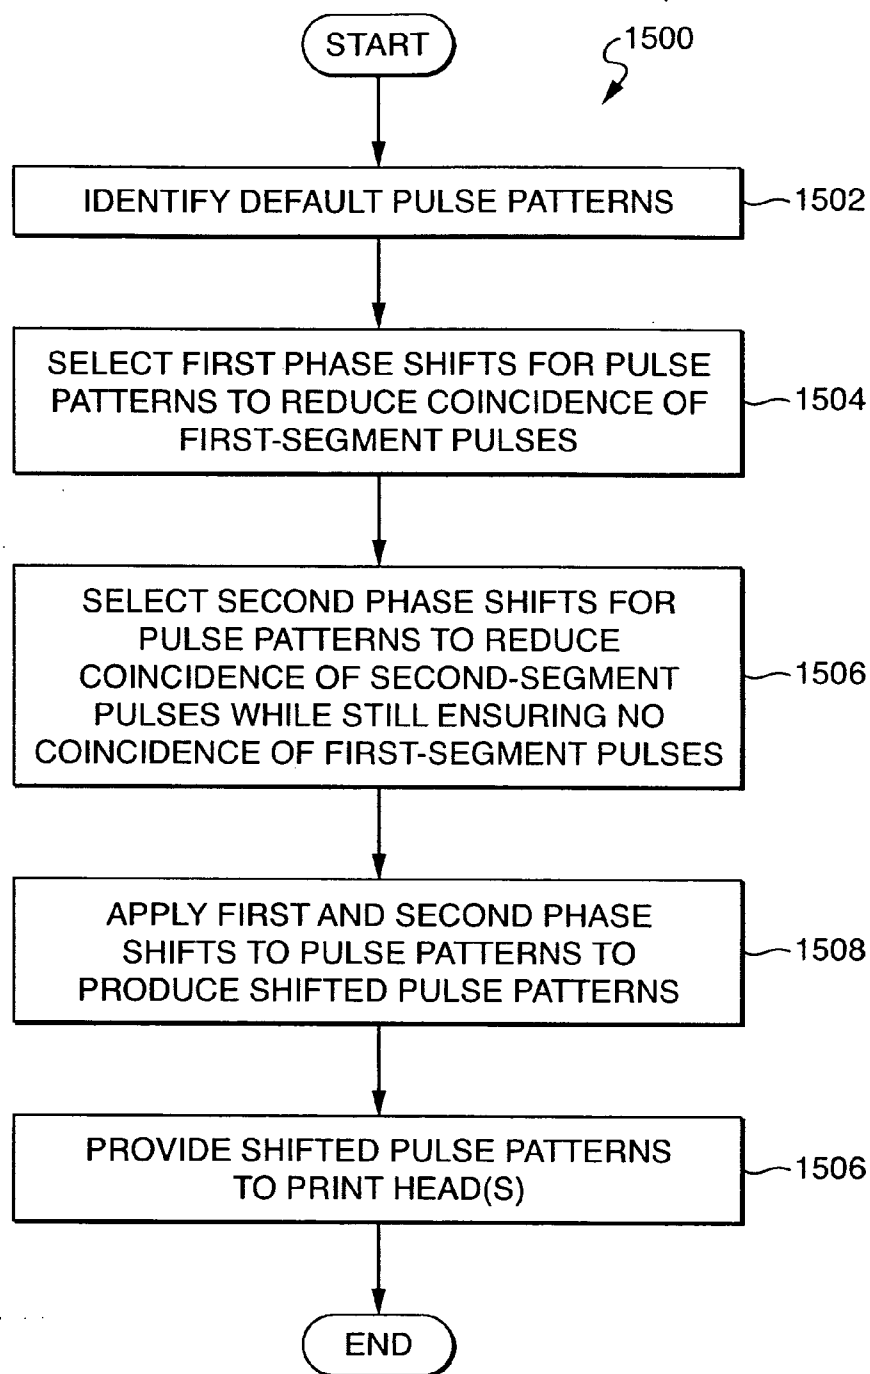 START
1500
IDENTIFY DEFAULT PULSE PATTERNS
1502
SELECT FIRST PHASE SHIFTS FOR PULSE
PATTERNS TO REDUCE COINCIDENCE OF
FIRST-SEGMENT PULSES
1504
SELECT SECOND PHASE SHIFTS FOR
PULSE PATTERNS TO REDUCE
COINCIDENCE OF SECOND-SEGMENT
PULSES WHILE STILL ENSURING NO
COINCIDENCE OF FIRST-SEGMENT PULSES
1506
APPLY FIRST AND SECOND PHASE
SHIFTS TO PULSE PATTERNS TO
PRODUCE SHIFTED PULSE PATTERNS
1508
PROVIDE SHIFTED PULSE PATTERNS
TO PRINT HEAD(S)
1506
END